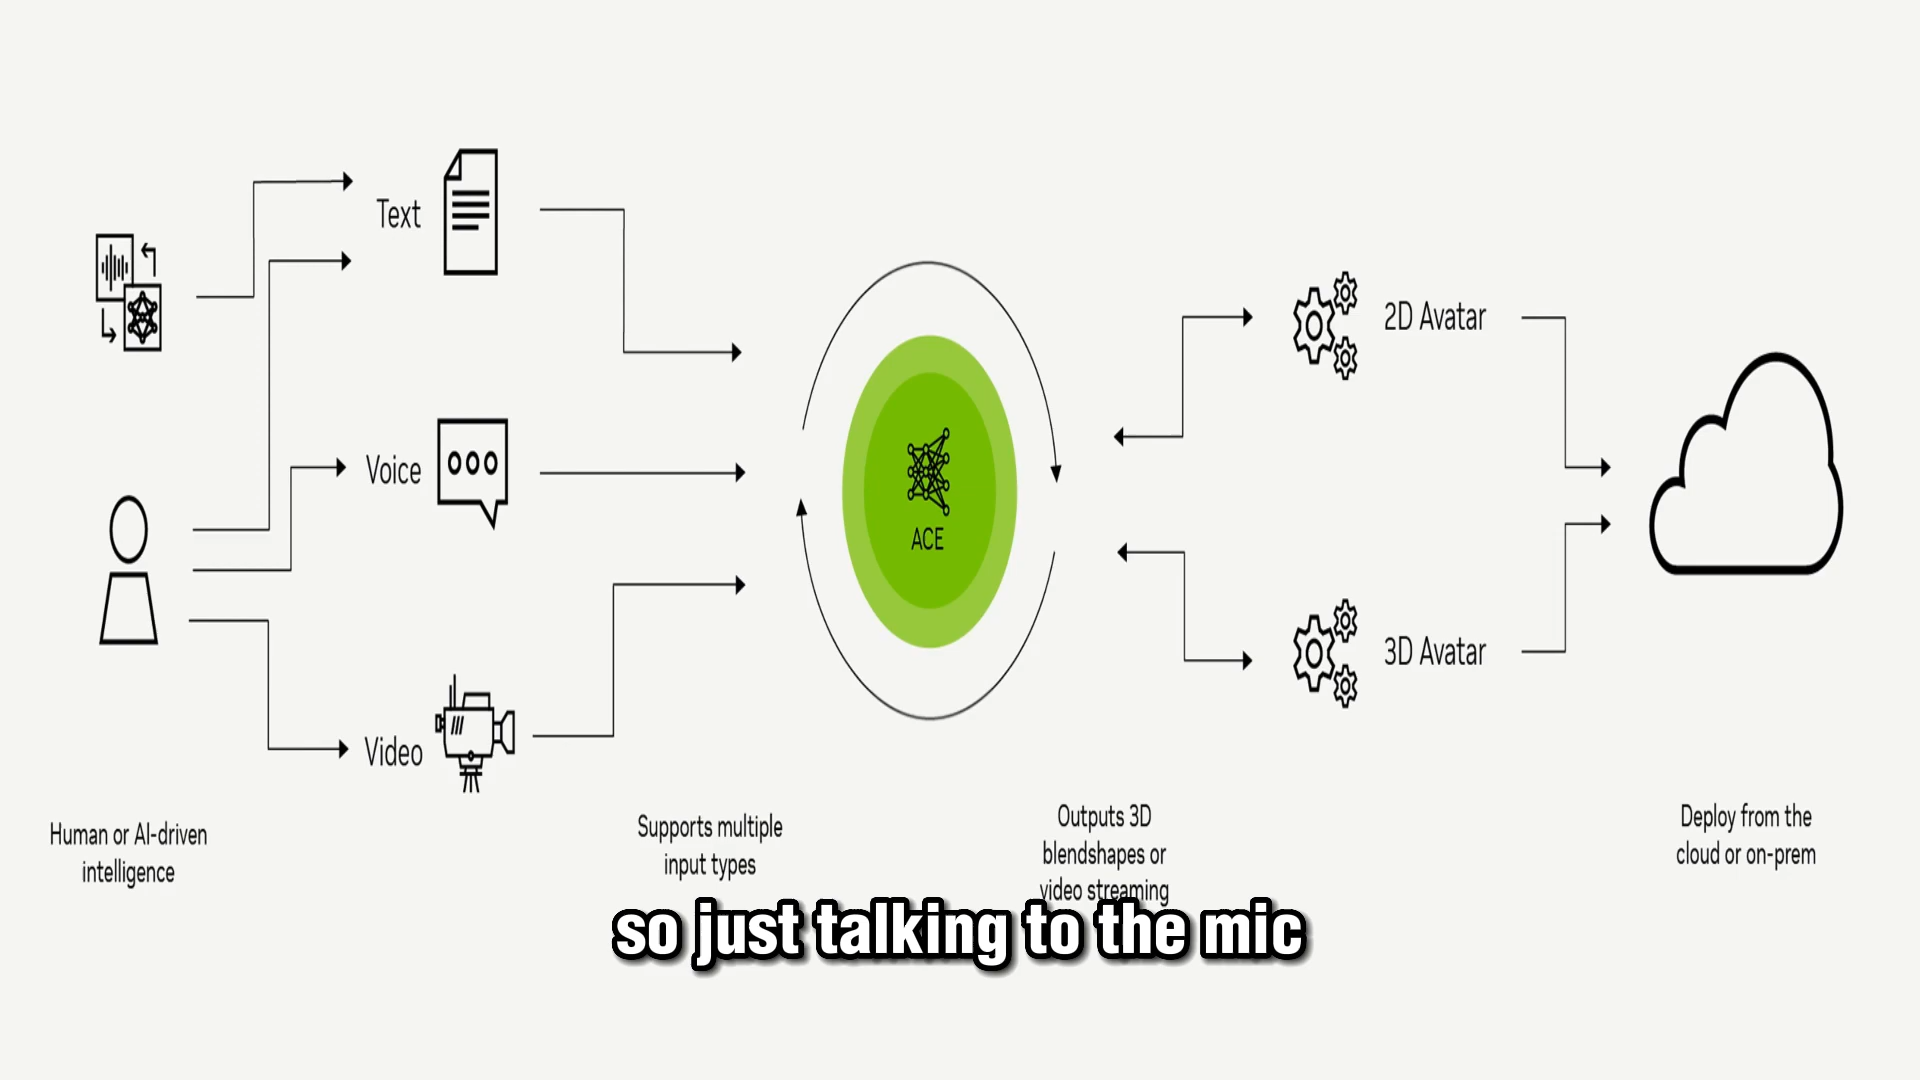 Text
Voice
Video
ACE
2D Avatar
3D Avatar
Human or AI-driven
intelligence
Supports multiple
input types
Outputs 3D
blendshapes or
video streaming
Deploy from the
cloud or on-prem
so just talking to the mic